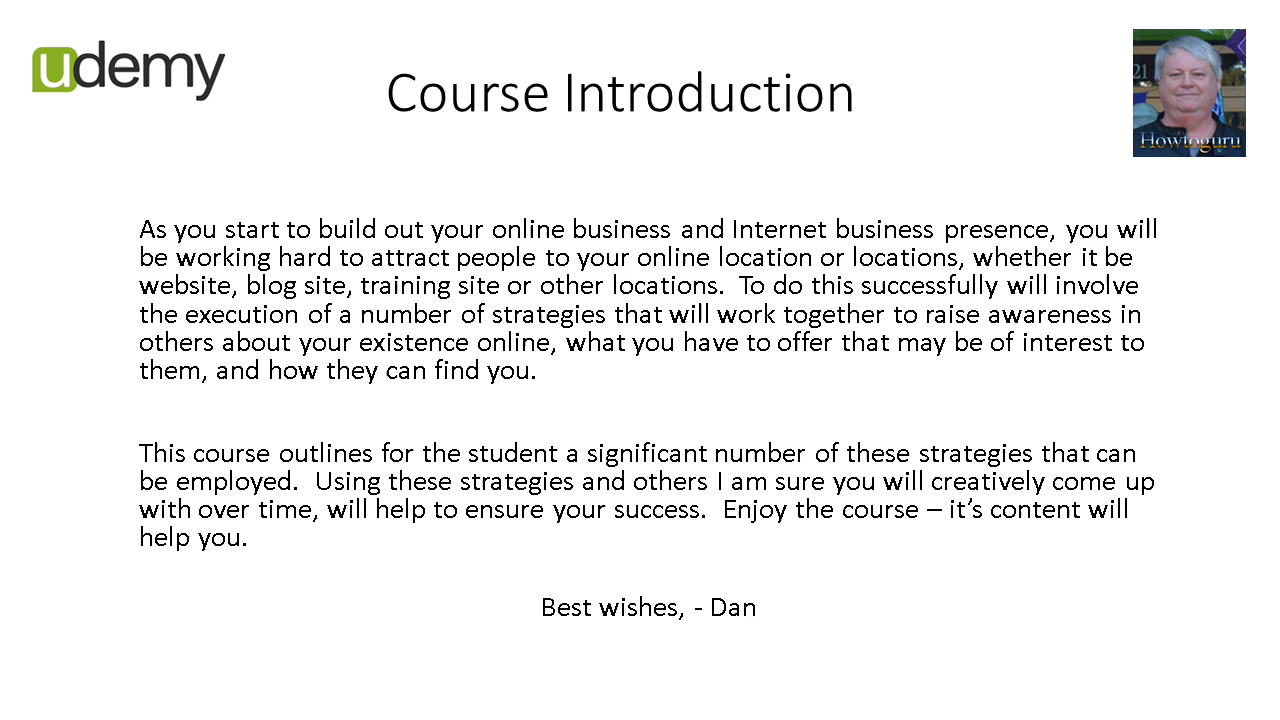 udemy
Course Introduction
21
Howtoguru
As you start to build out your online business and Internet business presence, you will
be working hard to attract people to your online location or locations, whether it be
website, blog site, training site or other locations.  To do this successfully will involve
the execution of a number of strategies that will work together to raise awareness in
others about your existence online, what you have to offer that may be of interest to
them, and how they can find you.
This course outlines for the student a significant number of these strategies that can
be employed.  Using these strategies and others I am sure you will creatively come up
with over time, will help to ensure your success.  Enjoy the course – it’s content will
help you.
Best wishes, - Dan